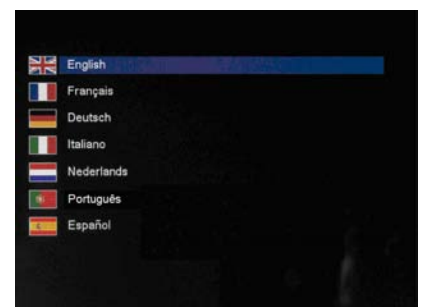 English
Français
Deutsch
Italiano
Nederlands
Português
Español